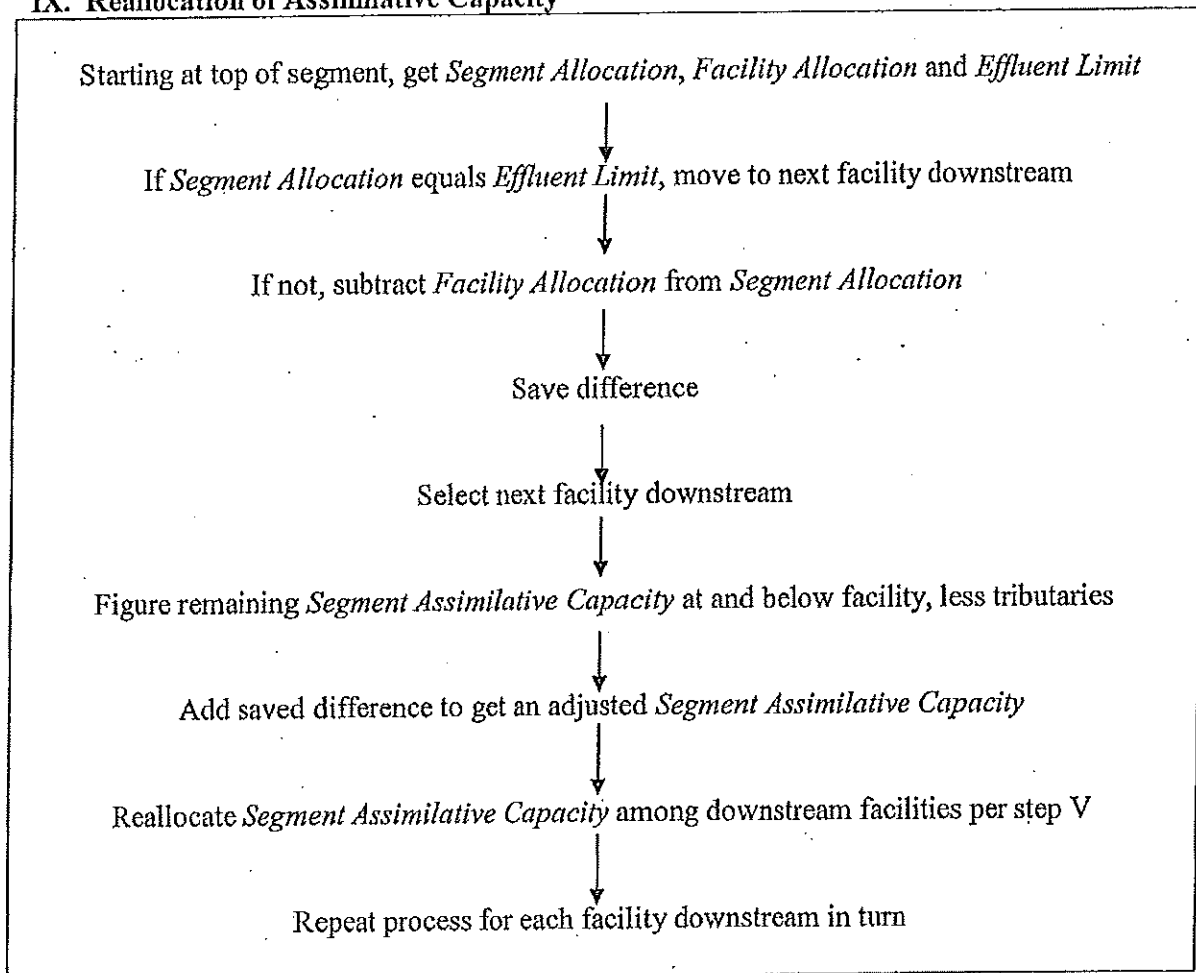 IX. Reallocation of Assimilative Capacity
Starting at top of segment, get Segment Allocation, Facility Allocation and Effluent Limit
If Segment Allocation equals Effluent Limit, move to next facility downstream
If not, subtract Facility Allocation from Segment Allocation
Save difference
Select next facility downstream
Figure remaining Segment Assimilative Capacity at and below facility, less tributaries
Add saved difference to get an adjusted Segment Assimilative Capacity
Reallocate Segment Assimilative Capacity among downstream facilities per step V
Repeat process for each facility downstream in turn